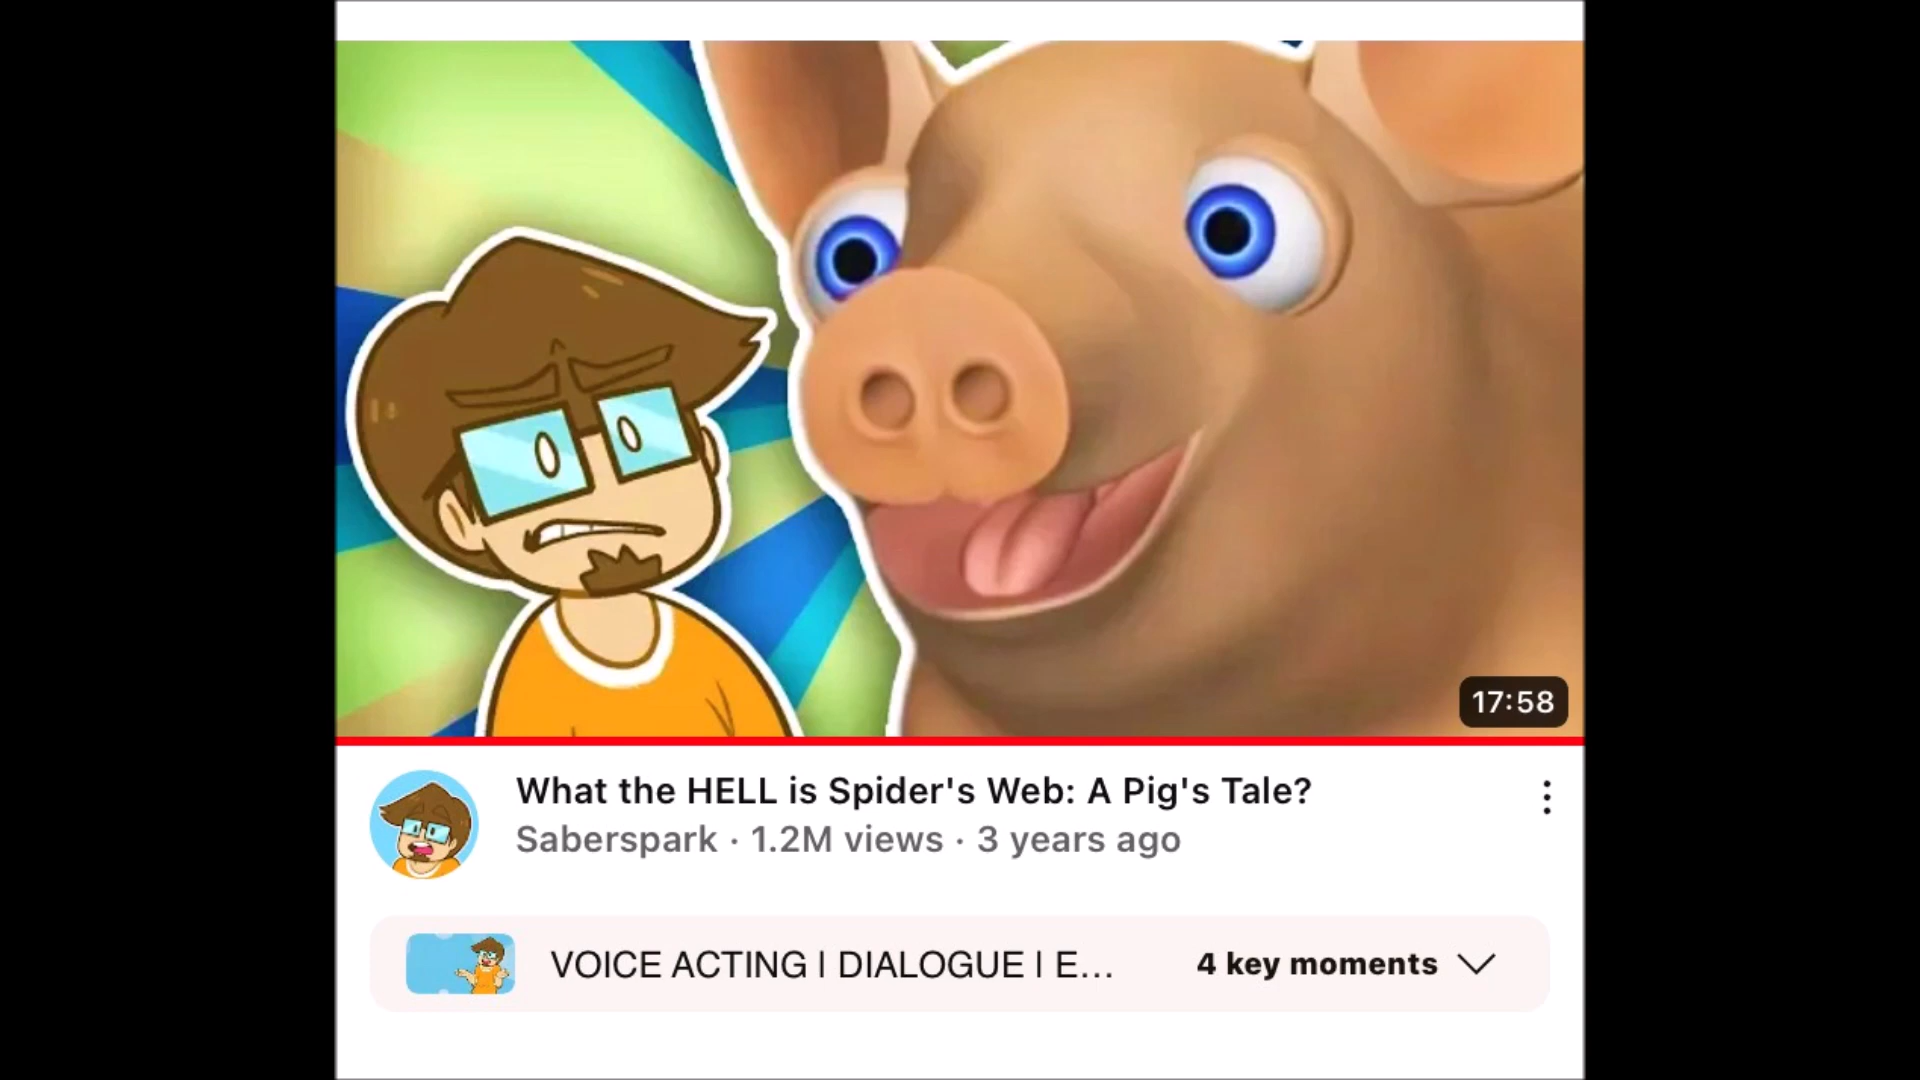 17:58
What the HELL is Spider's Web: A Pig's Tale?
Saberspark · 1.2M views · 3 years ago
VOICE ACTING | DIALOGUE | E... 4 key moments